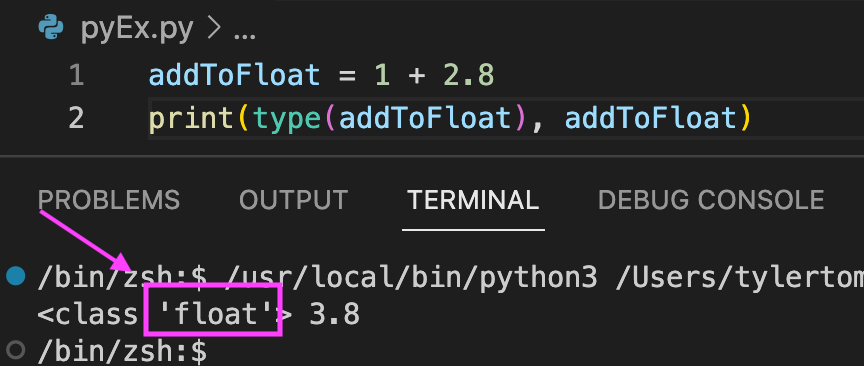 pyEx.py > ...
1 addToFloat = 1 + 2.8
2 print(type(addToFloat), addToFloat)
PROBLEMS OUTPUT TERMINAL DEBUG CONSOLE
/bin/zsh:$ /usr/local/bin/python3 /Users/tylertom
<class 'float'> 3.8
/bin/zsh:$